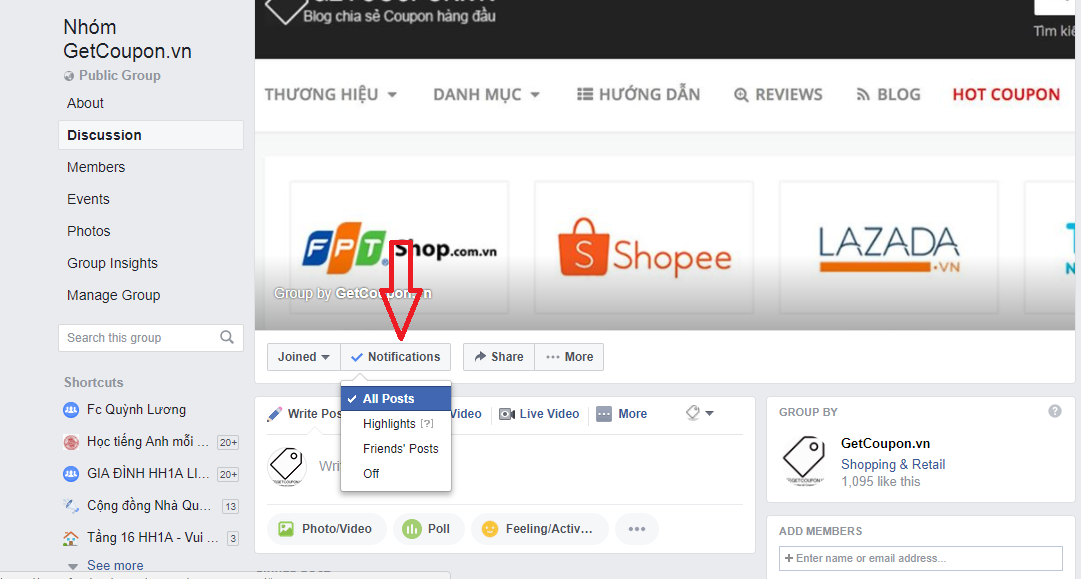 Nhóm
GetCoupon.vn
Public Group
About
Discussion
Members
Events
Photos
Group Insights
Manage Group
Search this group
Shortcuts
Fc Quỳnh Lương
Học tiếng Anh mỗi ... 20+
GIA ĐÌNH HH1A LI... 20+
Cộng đồng Nhà Qu... 13
Tầng 16 HH1A - Vui ... 3
See more
Blog chia sẻ Coupon hàng đầu
Tìm
THƯƠNG HIỆU DANH MỤC HƯỚNG DẪN REVIEWS BLOG HOT COUPON
FPT Shop.com.vn
S Shopee
LAZADA
.VN
Group by GetCoupon.vn
Joined Notifications Share ... More
All Posts
Highlights [?]
Friends' Posts
Off
Write Pos Video Live Video More
GETCOUPON
Wri
Photo/Video Poll Feeling/Activ... ...
GROUP BY ?
GETCOUPON
GetCoupon.vn
Shopping & Retail
1,095 like this
ADD MEMBERS
+ Enter name or email address...